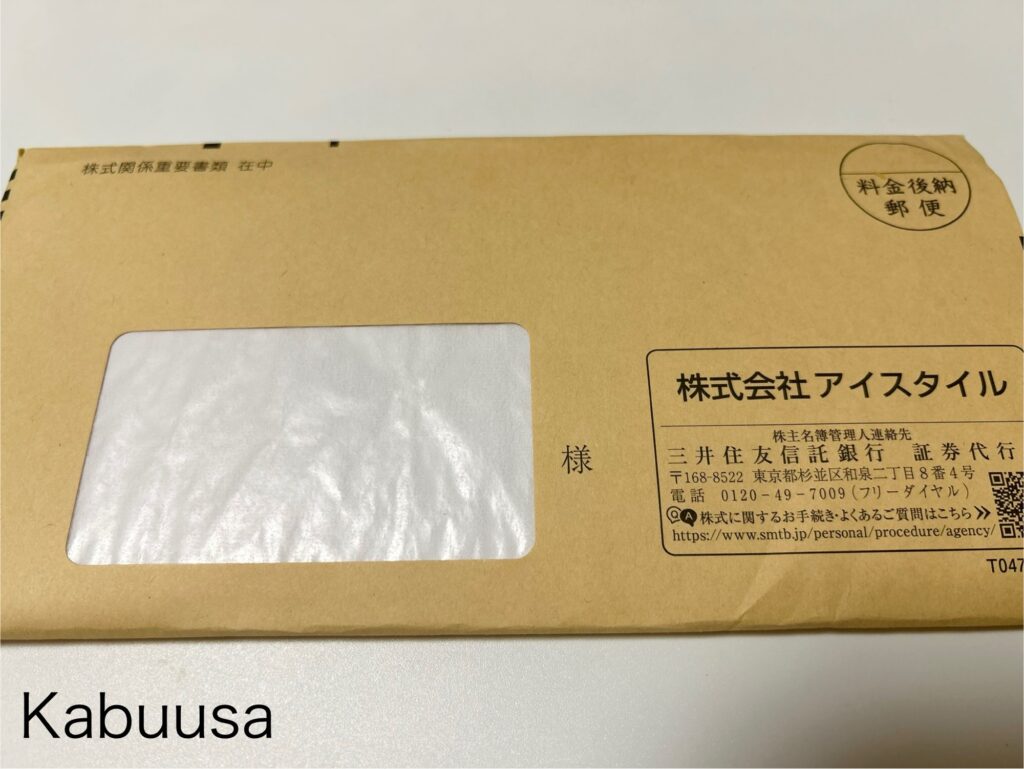 株式関係重要書類 在中
料金後納
郵便
様
株式会社アイスタイル
株主名簿管理人連絡先
三井住友信託銀行 証券代行
〒168-8522 東京都杉並区和泉二丁目8番4号
電話 0120-49-7009(フリーダイヤル)
QA 株式に関するお手続き・よくあるご質問はこちら
https://www.smtb.jp/personal/procedure/agency/
T047
Kabuusa